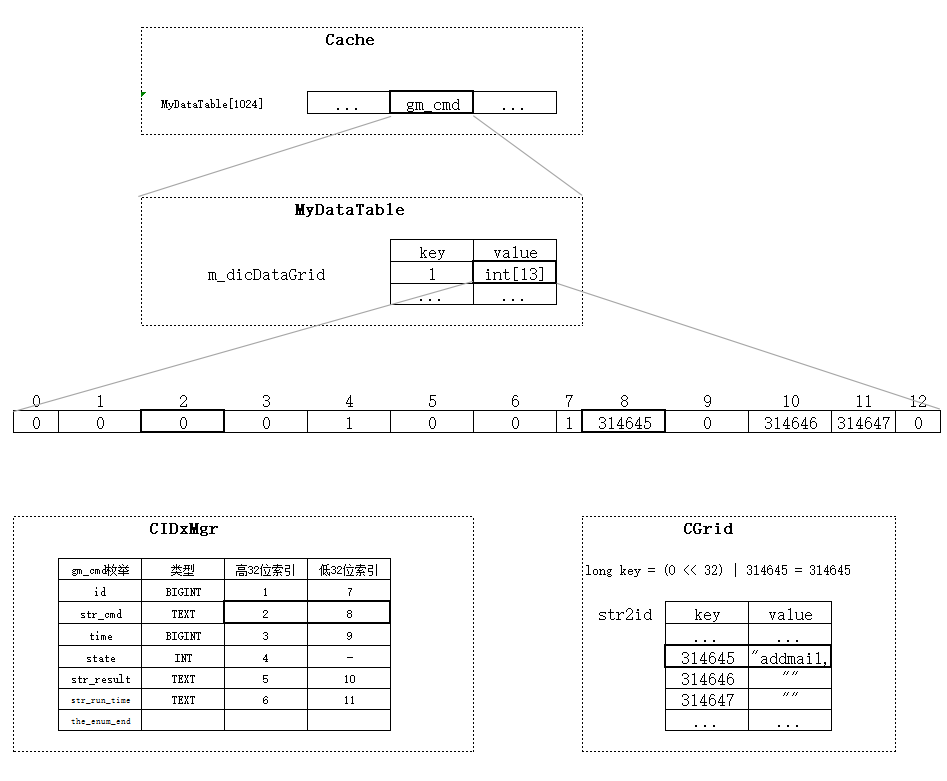 Cache
MyDataTable[1024] ... gm_cmd ...
MyDataTable
key value
m_dicDataGrid 1 int[13]
... ...
0 1 2 3 4 5 6 7 8 9 10 11 12
0 0 0 0 1 0 0 1 314645 0 314646 314647 0
CIDxMgr
gm_cmd枚举 类型 高32位索引 低32位索引
id BIGINT 1 7
str_cmd TEXT 2 8
time BIGINT 3 9
state INT 4 -
str_result TEXT 5 10
str_run_time TEXT 6 11
the_enum_end
CGrid
long key = (0 << 32) | 314645 = 314645
str2id key value
... ...
314645 "addmail,
314646 ""
314647 ""
... ...